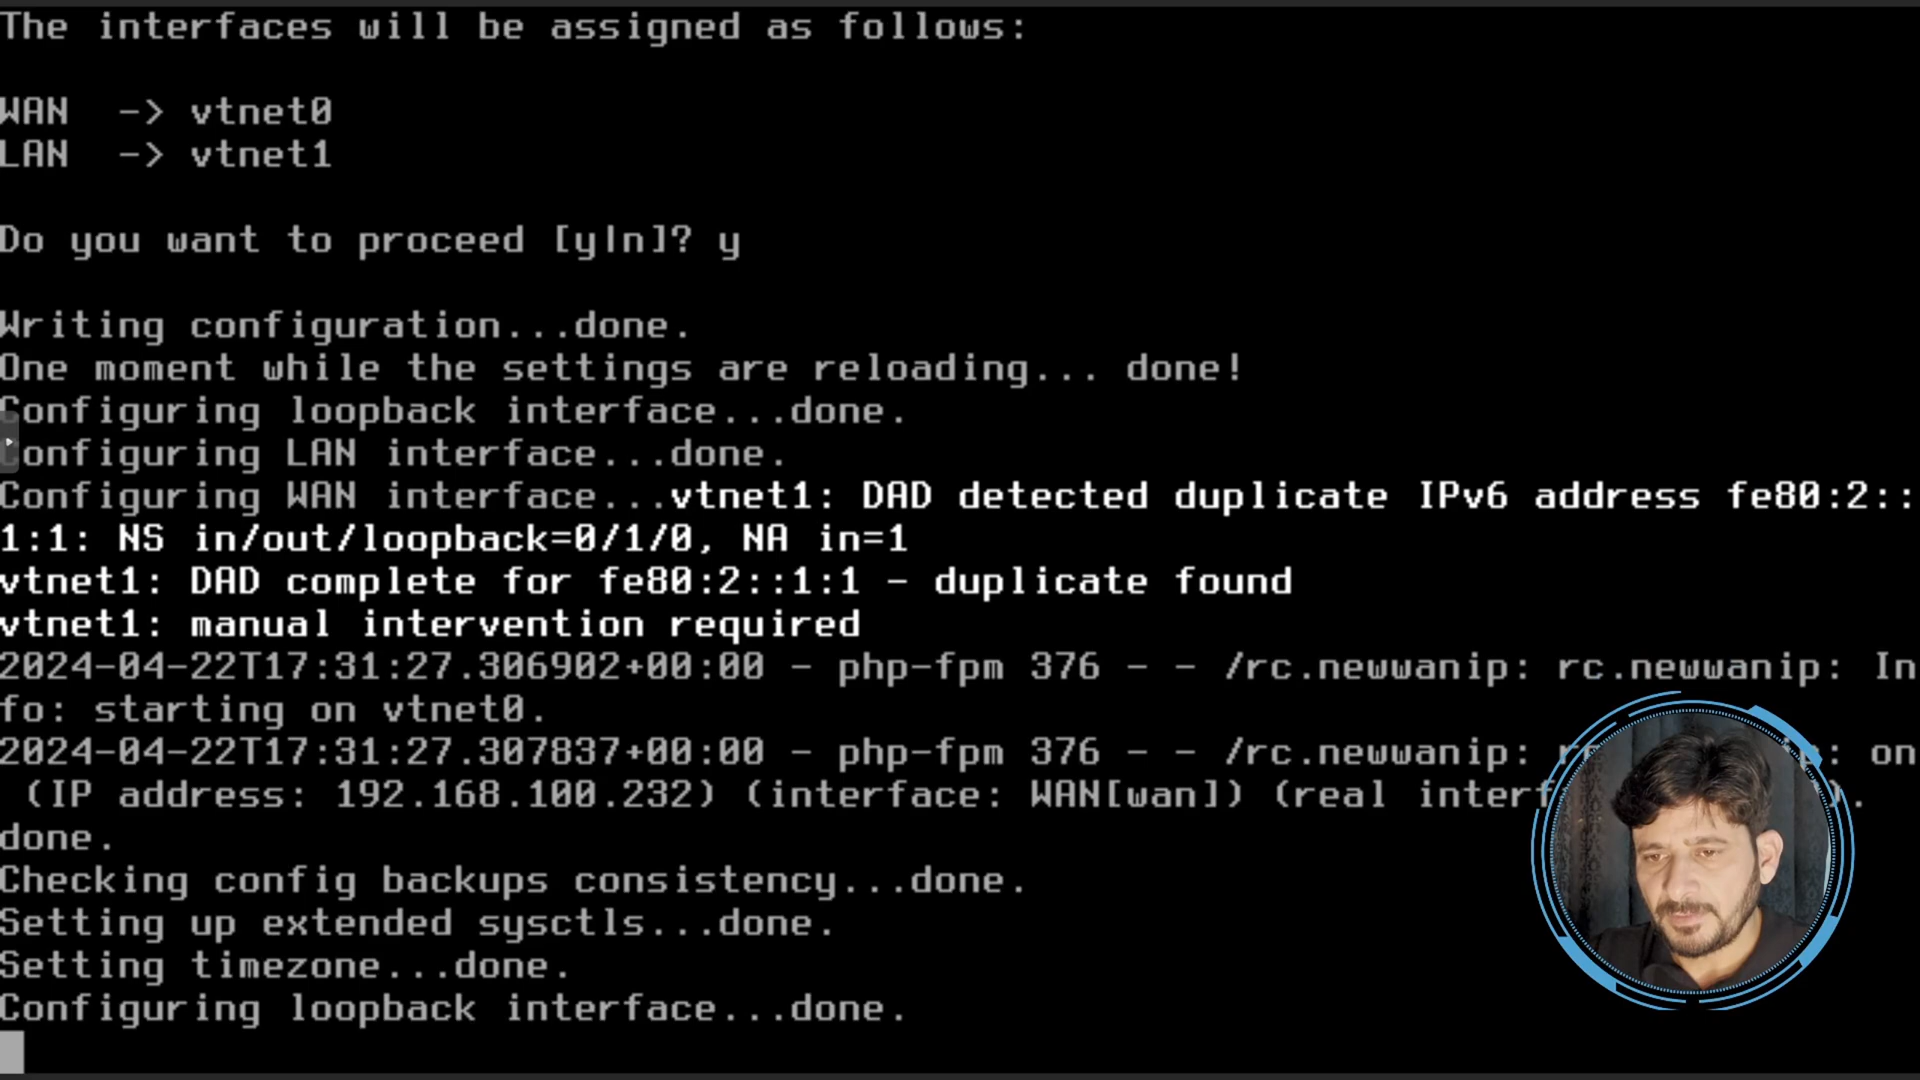 The interfaces will be assigned as follows:
WAN  -> vtnet0
LAN  -> vtnet1
Do you want to proceed [y|n]? y
Writing configuration...done.
One moment while the settings are reloading... done!
Configuring loopback interface...done.
Configuring LAN interface...done.
Configuring WAN interface...vtnet1: DAD detected duplicate IPv6 address fe80:2::
1:1: NS in/out/loopback=0/1/0, NA in=1
vtnet1: DAD complete for fe80:2::1:1 - duplicate found
vtnet1: manual intervention required
2024-04-22T17:31:27.306902+00:00 - php-fpm 376 - - /rc.newwanip: rc.newwanip: In
fo: starting on vtnet0.
2024-04-22T17:31:27.307837+00:00 - php-fpm 376 - - /rc.newwanip: : on
(IP address: 192.168.100.232) (interface: WAN[wan]) (real .
done.
Checking config backups consistency...done.
Setting up extended sysctls...done.
Setting timezone...done.
Configuring loopback interface...done.